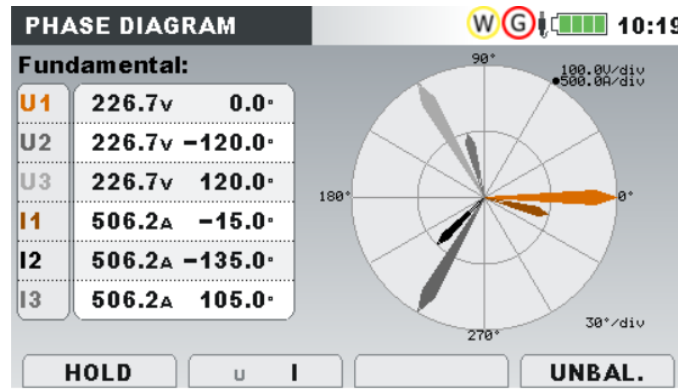 PHASE DIAGRAM
W G 10:19
Fundamental:
U1 226.7v 0.0°
U2 226.7v -120.0°
U3 226.7v 120.0°
I1 506.2A -15.0°
I2 506.2A -135.0°
I3 506.2A 105.0°
90°
100.0V/div
500.0A/div
180°
0°
270°
30°/div
HOLD
U I
UNBAL.